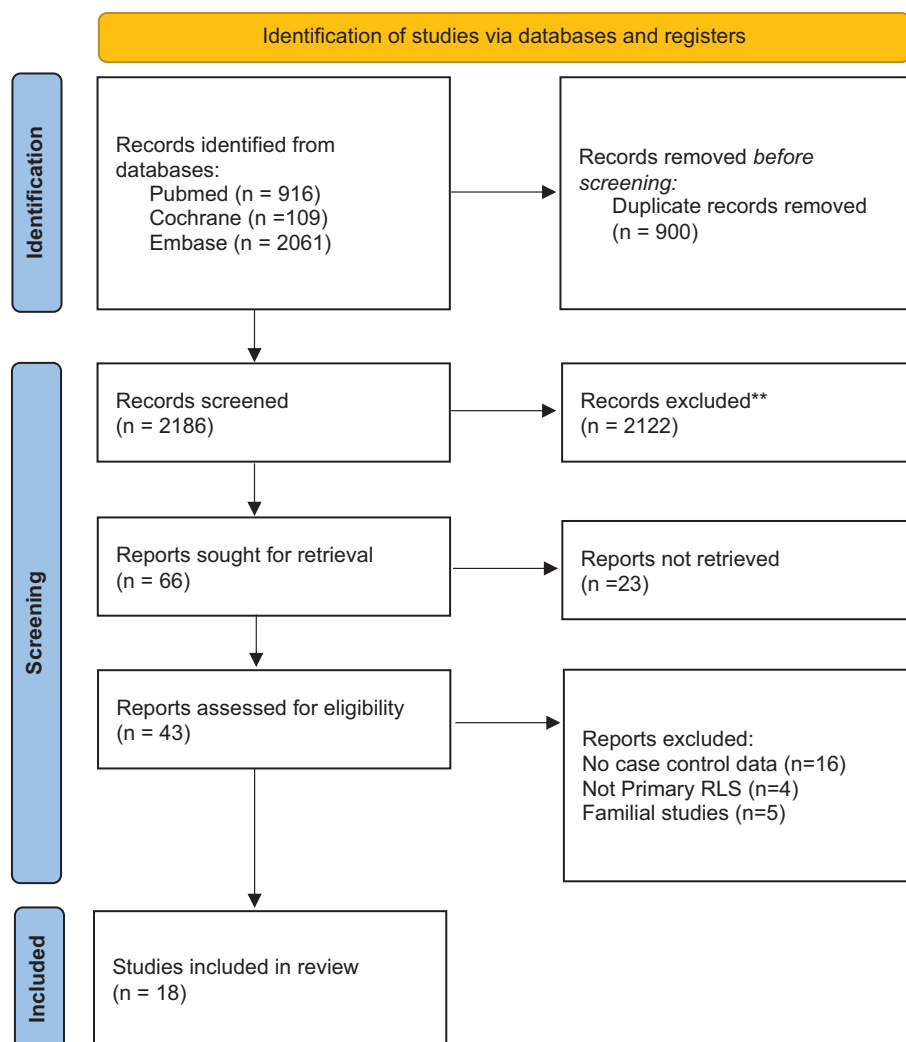 Identification of studies via databases and registers
Identification
Records identified from
databases:
Pubmed (n = 916)
Cochrane (n =109)
Embase (n = 2061)
Records removed before
screening:
Duplicate records removed
(n = 900)
Screening
Records screened
(n = 2186)
Records excluded**
(n = 2122)
Reports sought for retrieval
(n = 66)
Reports not retrieved
(n =23)
Reports assessed for eligibility
(n = 43)
Reports excluded:
No case control data (n=16)
Not Primary RLS (n=4)
Familial studies (n=5)
Included
Studies included in review
(n = 18)